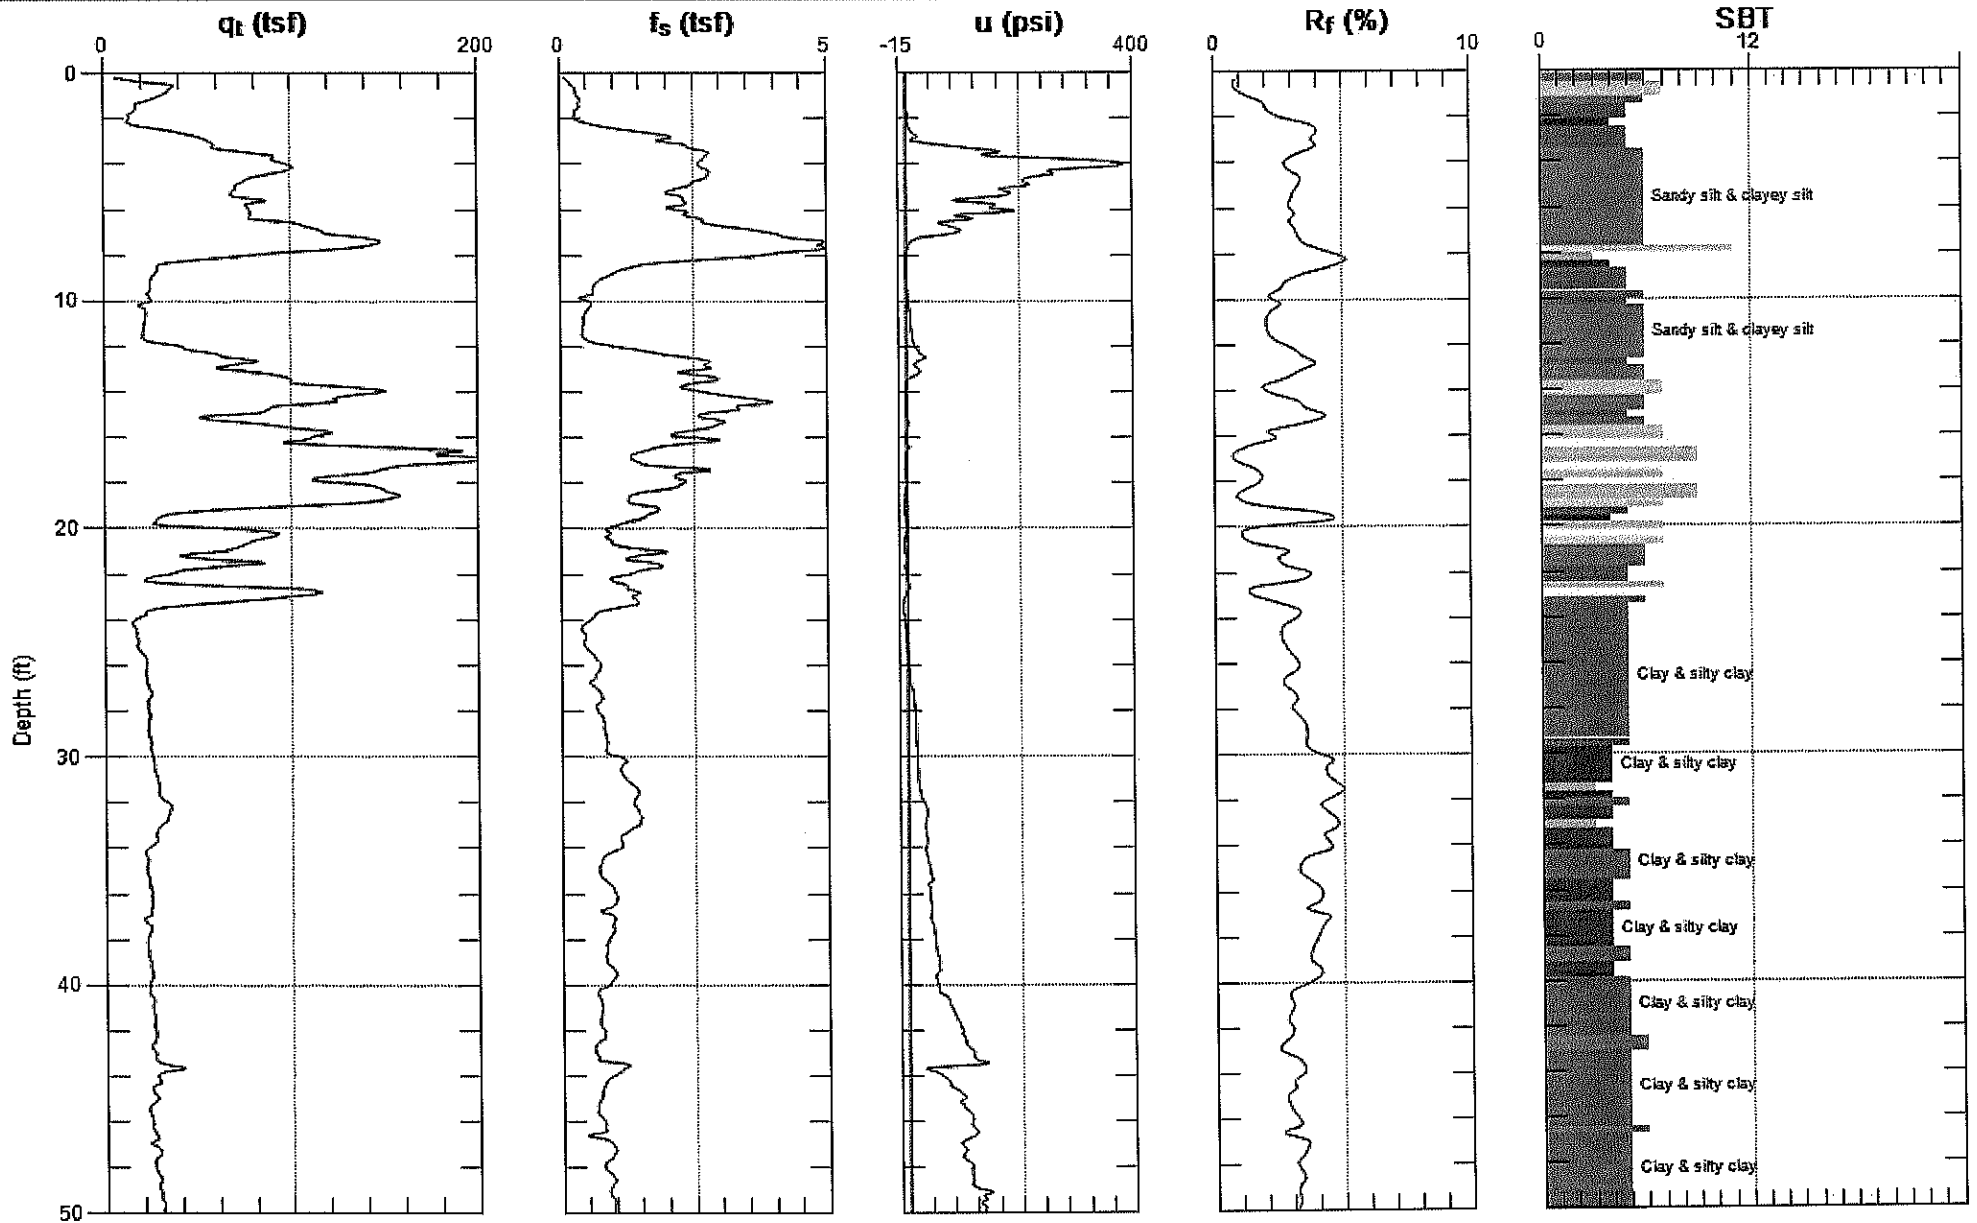 qt (tsf)
0 200
fs (tsf)
0 5
u (psi)
-15 400
Rf (%)
0 10
SBT
0 12
Depth (ft)
0
10
20
30
40
50
Sandy silt & clayey silt
Sandy silt & clayey silt
Clay & silty clay
Clay & silty clay
Clay & silty clay
Clay & silty clay
Clay & silty clay
Clay & silty clay
Clay & silty clay